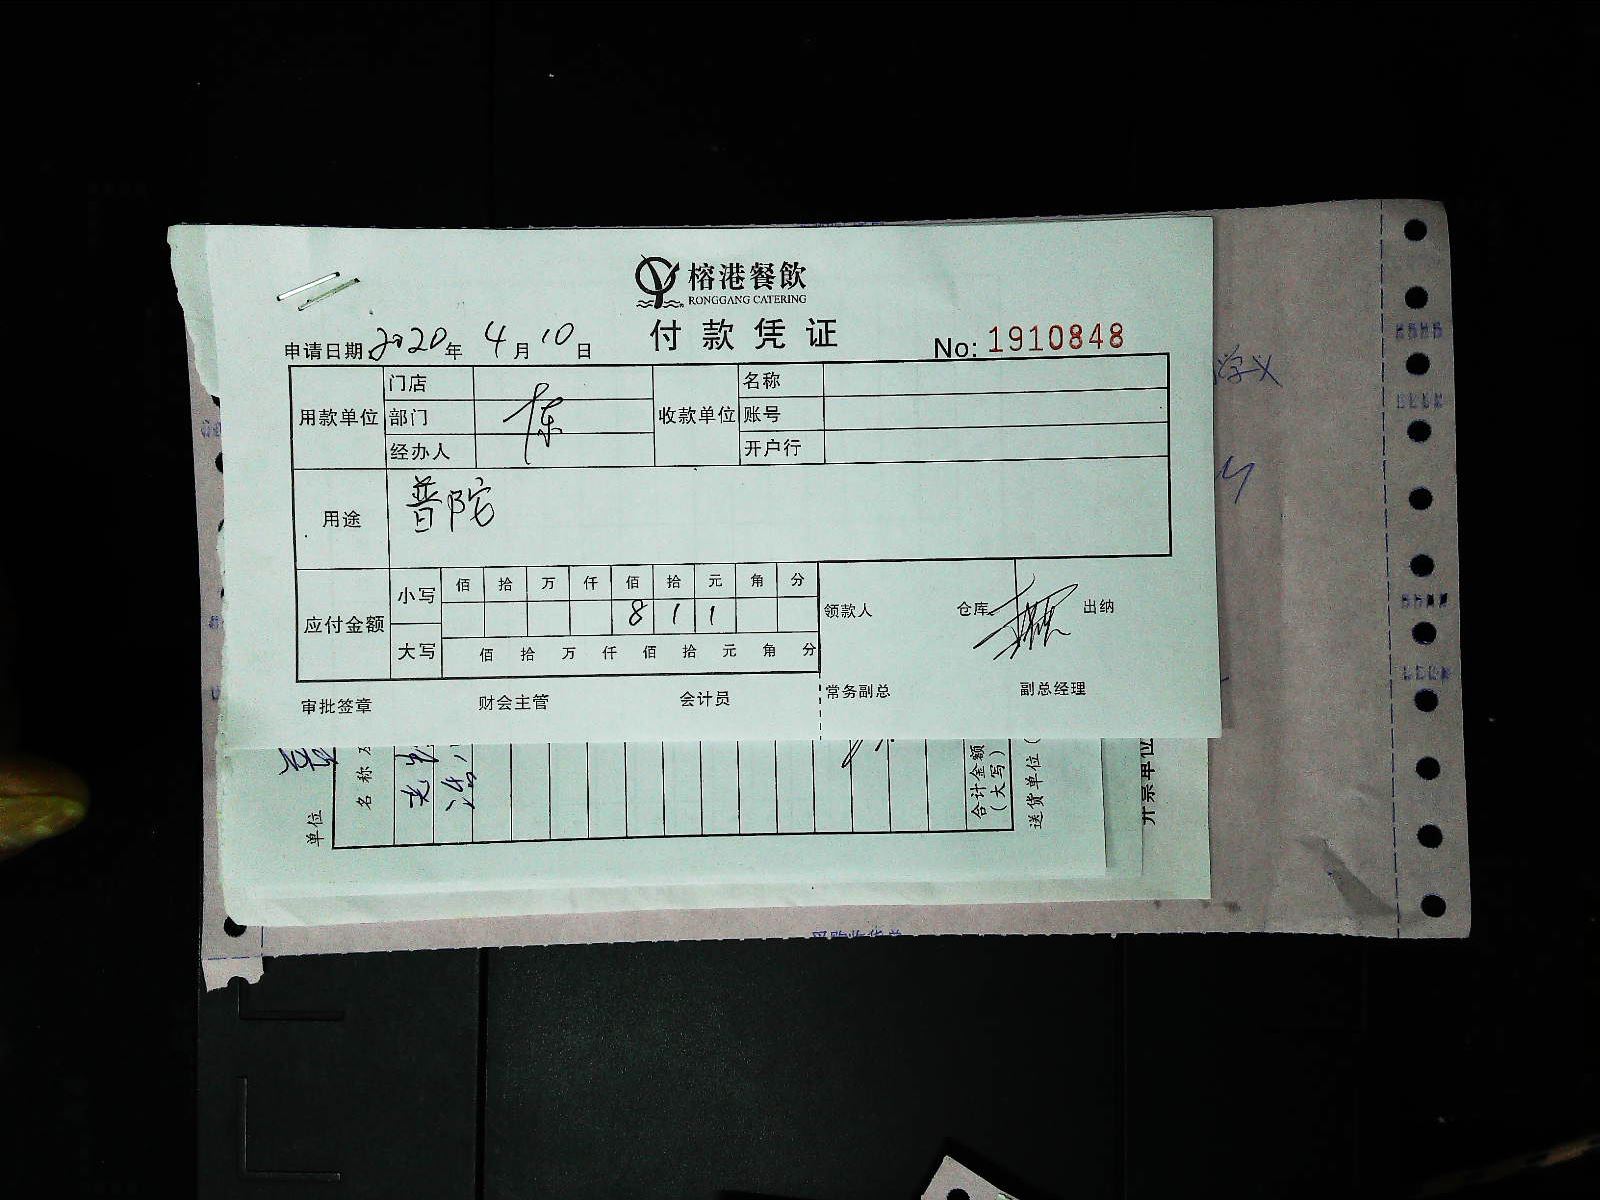 榕港餐飲
RONGGANG CATERING
付款凭证
申请日期 2020年4月10日
No: 1910848
用款单位 门店 收款单位 名称
部门 账号
经办人 开户行
用途 普陀
应付金额 小写 佰 拾 万 仟 佰 拾 元 角 分
8 1 1
大写 佰 拾 万 仟 佰 拾 元 角 分
领款人 仓库 出纳
审批签章 财会主管 会计员 常务副总 副总经理
单位
名称
合计金额
（大写）
送货单位（
开票单位